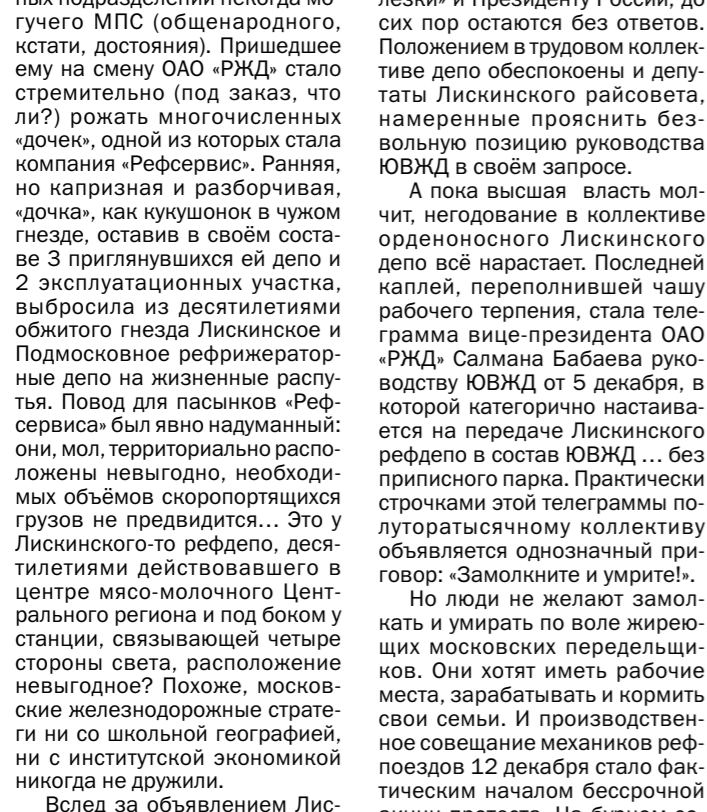 ных подразделений некогда мо-
гучего МПС (общенародного,
кстати, достояния). Пришедшее
ему на смену ОАО «РЖД» стало
стремительно (под заказ, что
ли?) рожать многочисленных
«дочек», одной из которых стала
компания «Рефсервис». Ранняя,
но капризная и разборчивая,
«дочка», как кукушонок в чужом
гнезде, оставив в своём соста-
ве 3 приглянувшихся ей депо и
2 эксплуатационных участка,
выбросила из десятилетиями
обжитого гнезда Лискинское и
Подмосковное рефрижератор-
ные депо на жизненные распу-
тья. Повод для пасынков «Реф-
сервиса» был явно надуманный:
они, мол, территориально распо-
ложены невыгодно, необходи-
мых объёмов скоропортящихся
грузов не предвидится... Это у
Лискинского-то рефдепо, деся-
тилетиями действовавшего в
центре мясо-молочного Цент-
рального региона и под боком у
станции, связывающей четыре
стороны света, расположение
невыгодное? Похоже, москов-
ские железнодорожные страте-
ги ни со школьной географией,
ни с институтской экономикой
никогда не дружили.
Вслед за объявлением Лис-
лезки» и Президенту России, до
сих пор остаются без ответов.
Положением в трудовом коллек-
тиве депо обеспокоены и депу-
таты Лискинского райсовета,
намеренные прояснить без-
вольную позицию руководства
ЮВЖД в своём запросе.
А пока высшая власть мол-
чит, негодование в коллективе
орденоносного Лискинского
депо всё нарастает. Последней
каплей, переполнившей чашу
рабочего терпения, стала теле-
грамма вице-президента ОАО
«РЖД» Салмана Бабаева руко-
водству ЮВЖД от 5 декабря, в
которой категорично настаива-
ется на передаче Лискинского
рефдепо в состав ЮВЖД ... без
приписного парка. Практически
строчками этой телеграммы по-
луторатысячному коллективу
объявляется однозначный при-
говор: «Замолкните и умрите!».
Но люди не желают замол-
кать и умирать по воле жирею-
щих московских передельщи-
ков. Они хотят иметь рабочие
места, зарабатывать и кормить
свои семьи. И производствен-
ное совещание механиков реф-
поездов 12 декабря стало фак-
тическим началом бессрочной
акции протеста. На бурном со-